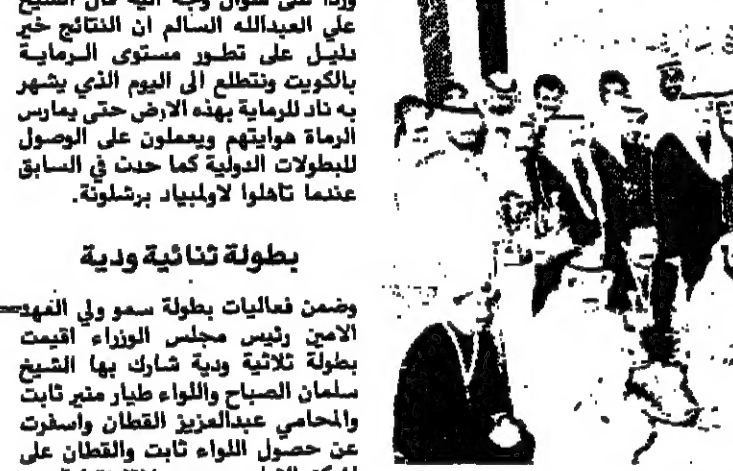 وردا على سؤال وجه اليه قال الشيخ
علي العبدالله السالم ان النتائج خير
دليل على تطور مستوى الرماية
بالكويت ونتطلع الى اليوم الذي يشهر
به ناد للرماية بهذه الارض حتى يمارس
الرماة هوايتهم ويعملون على الوصول
للبطولات الدولية كما حدث في السابق
عندما تاهلوا لاولمبياد برشلونة.
بطولة ثنائية ودية
وضمن فعاليات بطولة سمو ولي العهد
الامين رئيس مجلس الوزراء اقيمت
بطولة ثلاثية ودية شارك بها الشيخ
سلمان الصباح واللواء طيار منير ثابت
والمحامي عبدالعزيز القطان واسفرت
عن حصول اللواء ثابت والقطان على